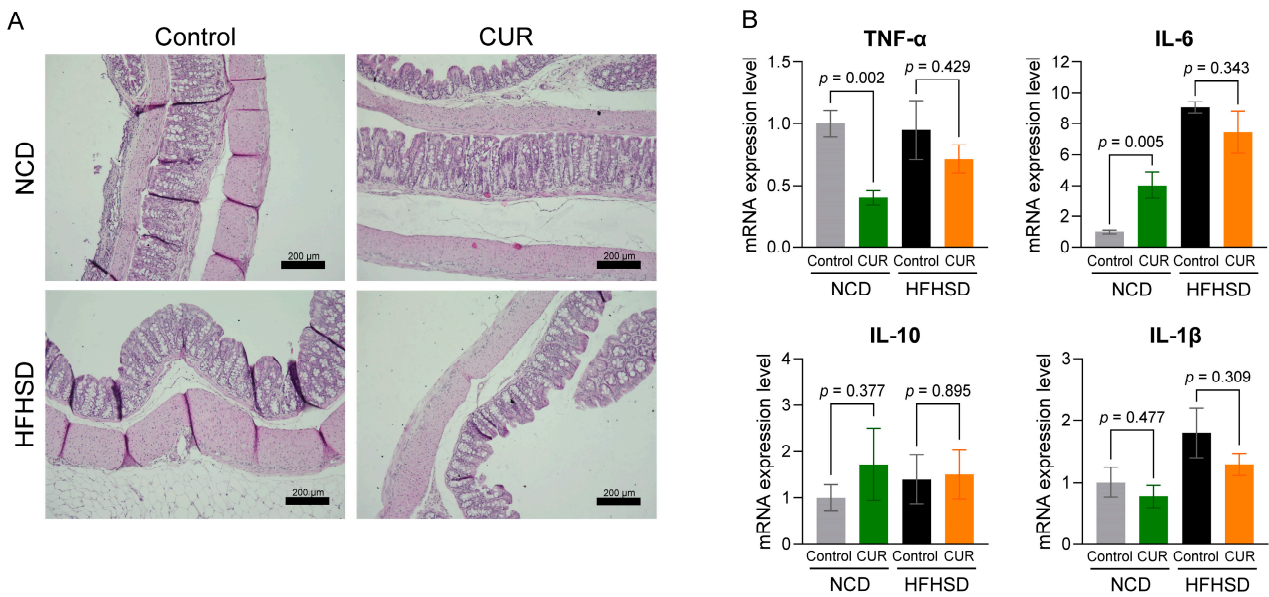 A
Control
CUR
NCD
200 μm
200 μm
HFHSD
200 μm
200 μm
B
TNF-α
mRNA expression level
1.5
1.0
0.5
0.0
p = 0.002
p = 0.429
Control CUR Control CUR
NCD HFHSD
IL-6
mRNA expression level
12
10
8
6
4
2
0
p = 0.005
p = 0.343
Control CUR Control CUR
NCD HFHSD
IL-10
mRNA expression level
4
3
2
1
0
p = 0.377
p = 0.895
Control CUR Control CUR
NCD HFHSD
IL-1β
mRNA expression level
3
2
1
0
p = 0.477
p = 0.309
Control CUR Control CUR
NCD HFHSD